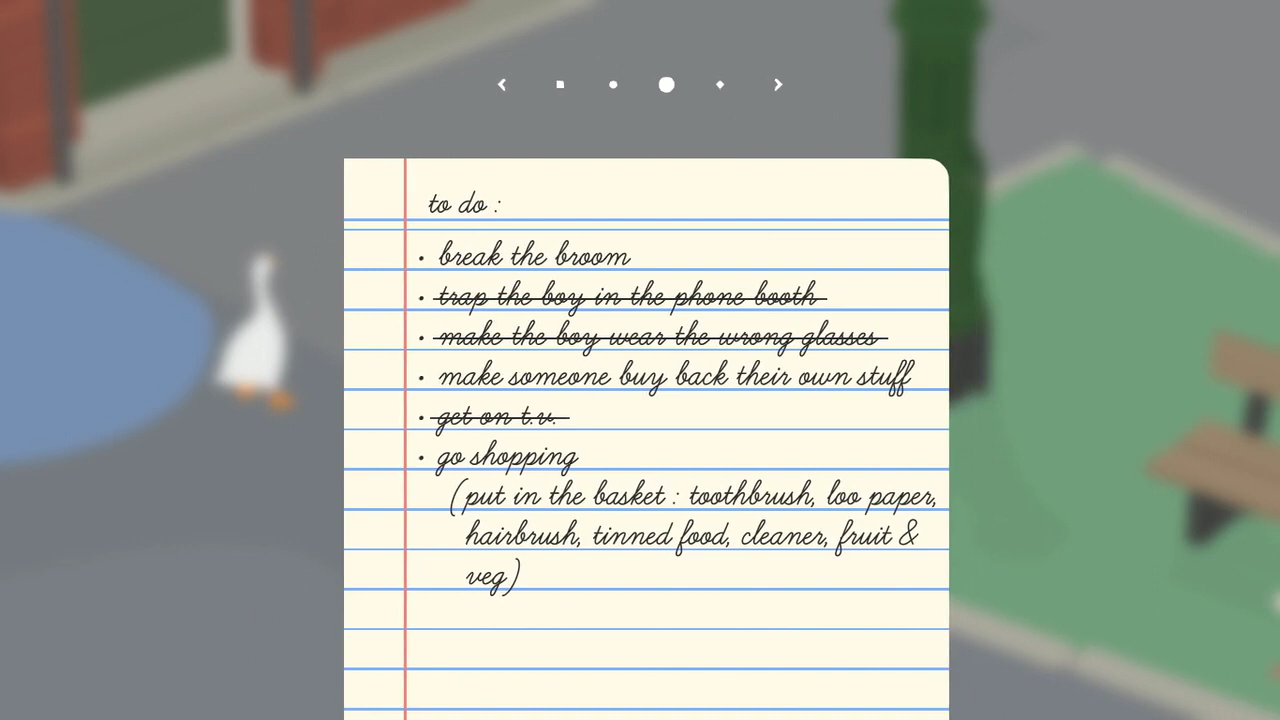 to do :
• break the broom
• trap the boy in the phone booth
• make the boy wear the wrong glasses
• make someone buy back their own stuff
• get on t.v.
• go shopping
(put in the basket : toothbrush, loo paper,
hairbrush, tinned food, cleaner, fruit &
veg)